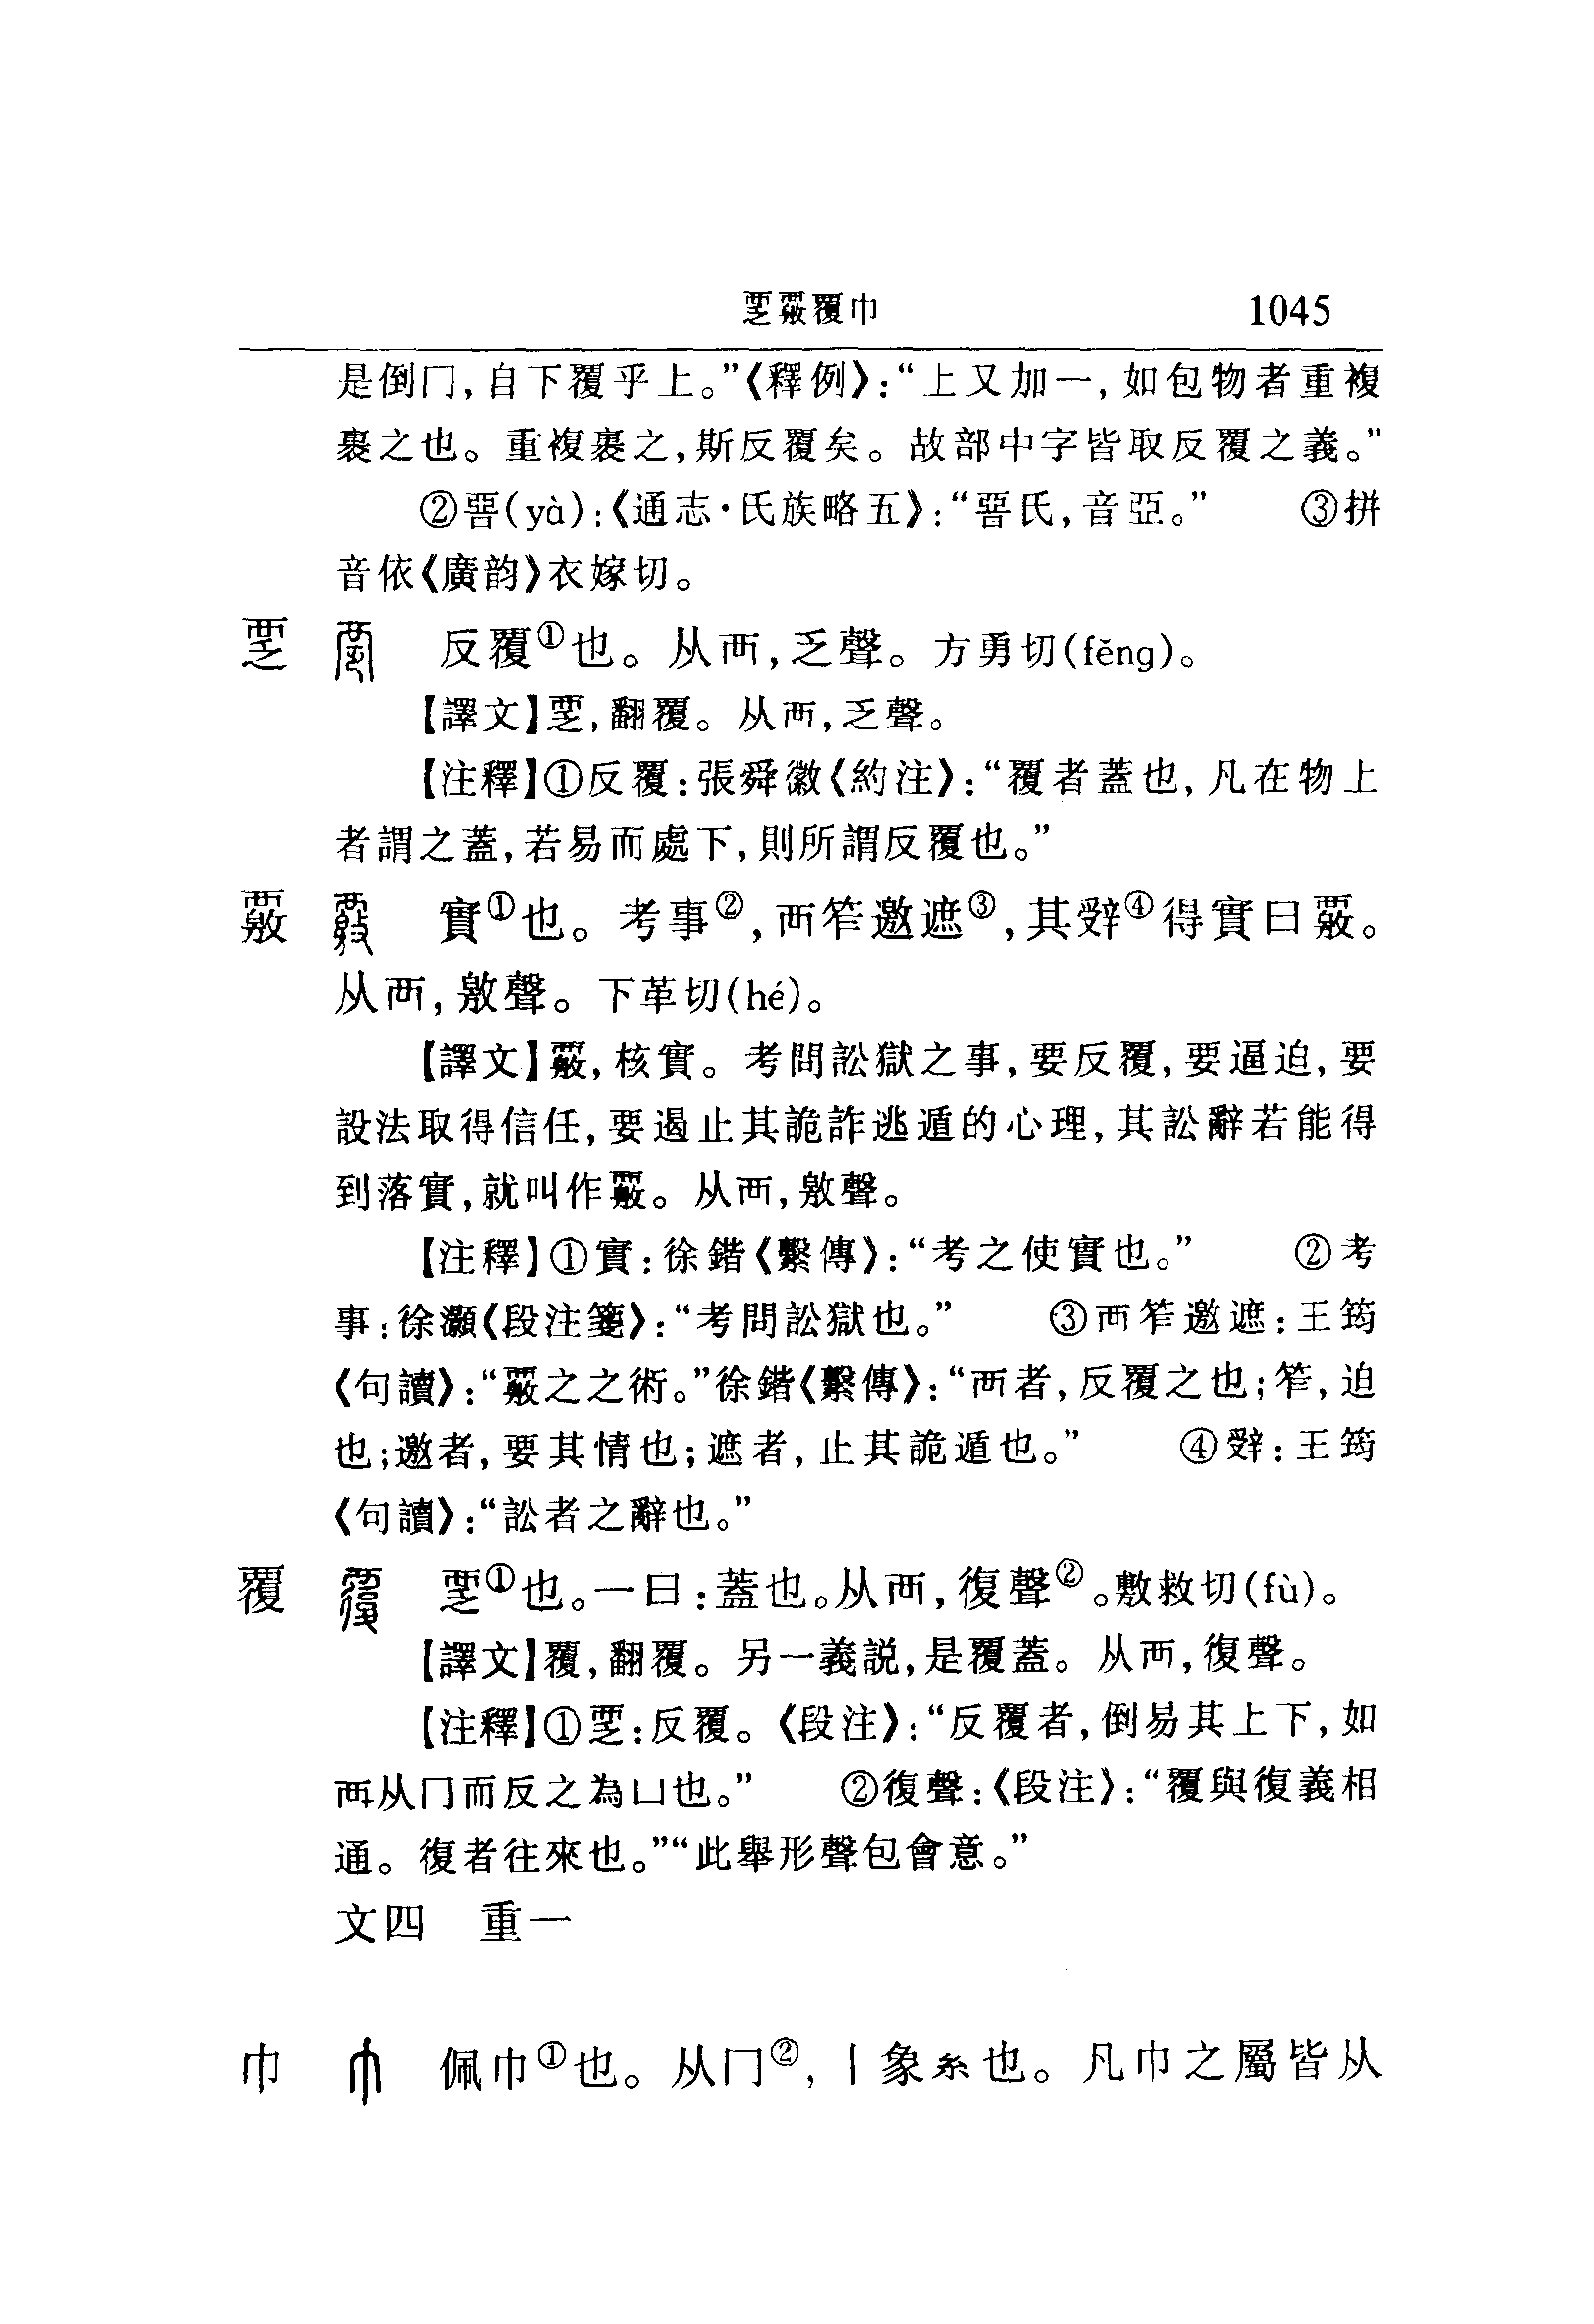 覂覈覆巾 1045
是倒冂，自下覆乎上。”《釋例》：“上又加一，如包物者重複
裹之也。重複裹之，斯反覆矣。故部中字皆取反覆之義。”
②𧟭(yà)：《通志·氏族略五》：“𧟭氏，音亞。” ③拼
音依《廣韵》衣嫁切。
覂 反覆①也。从襾，乏聲。方勇切(fěng)。
【譯文】覂，翻覆。从襾，乏聲。
【注釋】①反覆：張舜徽《約注》：“覆者蓋也，凡在物上
者謂之蓋，若易而處下，則所謂反覆也。”
覈 實①也。考事②，襾笮邀遮③，其辤④得實曰覈。
从襾，敫聲。下革切(hé)。
【譯文】覈，核實。考問訟獄之事，要反覆，要逼迫，要
設法取得信任，要遏止其詭詐逃遁的心理，其訟辭若能得
到落實，就叫作覈。从襾，敫聲。
【注釋】①實：徐鍇《繫傳》：“考之使實也。” ②考
事：徐灝《段注箋》：“考問訟獄也。” ③襾笮邀遮：王筠
《句讀》：“覈之之術。”徐鍇《繫傳》：“襾者，反覆之也；笮，迫
也；邀者，要其情也；遮者，止其詭遁也。” ④辤：王筠
《句讀》：“訟者之辭也。”
覆 覂①也。一曰：蓋也。从襾，復聲②。敷救切(fù)。
【譯文】覆，翻覆。另一義説，是覆蓋。从襾，復聲。
【注釋】①覂：反覆。《段注》：“反覆者，倒易其上下，如
襾从冂而反之為凵也。” ②復聲：《段注》：“覆與復義相
通。復者往來也。”“此舉形聲包會意。”
文四 重一
巾 佩巾①也。从冂②，丨象糸也。凡巾之屬皆从